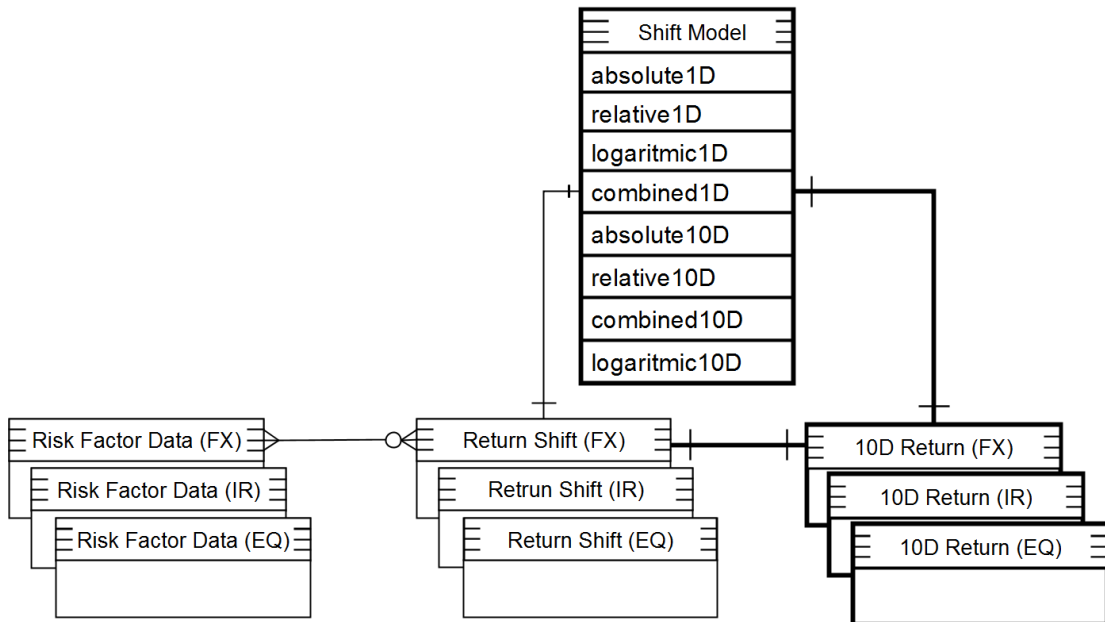 Shift Model
absolute1D
relative1D
logaritmic1D
combined1D
absolute10D
relative10D
combined10D
logaritmic10D
Risk Factor Data (FX)
Risk Factor Data (IR)
Risk Factor Data (EQ)
Return Shift (FX)
Retrun Shift (IR)
Return Shift (EQ)
10D Return (FX)
10D Return (IR)
10D Return (EQ)